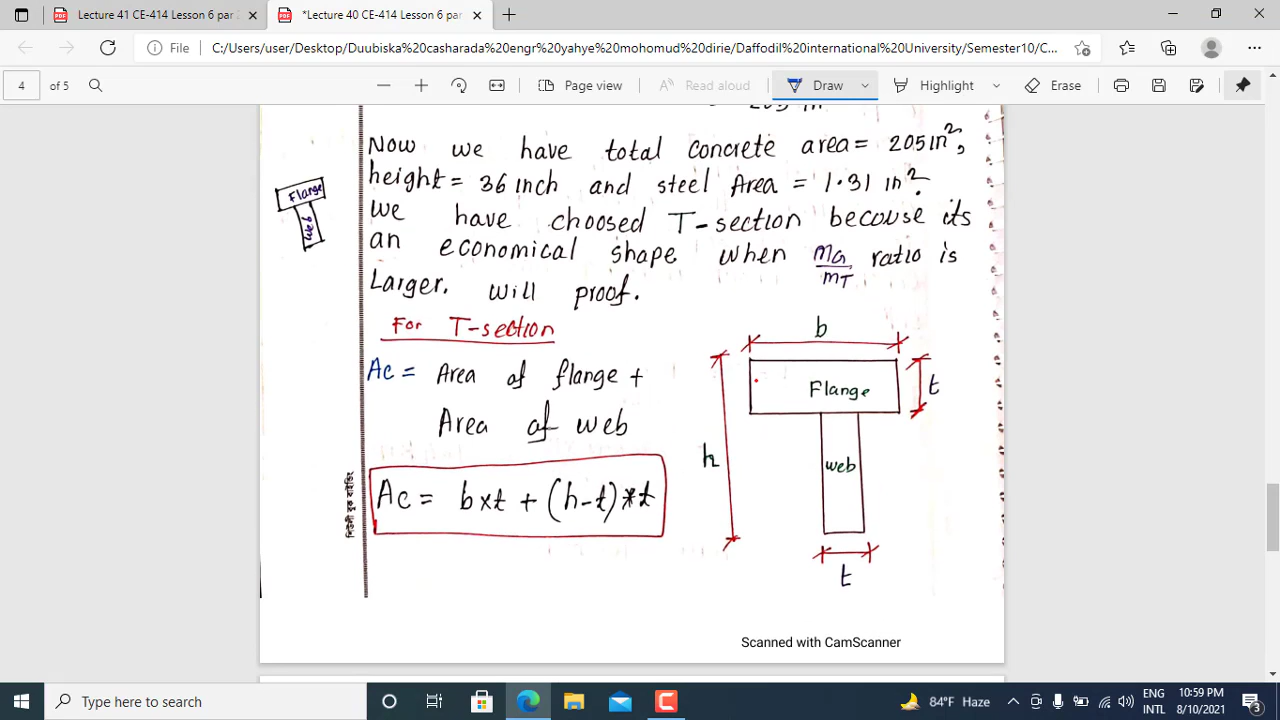 Lecture 41 CE-414 Lesson 6 par
*Lecture 40 CE-414 Lesson 6 par
File
C:/Users/user/Desktop/Duubiska%20casharada%20engr%20yahye%20mohomud%20dirie/Daffodil%20international%20University/Semester10/C...
4 of 5
Page view
Read aloud
Draw
Highlight
Erase
Now we have total concrete area= 205in²,
height= 36 inch and steel Area = 1.31 in².
We have choosed T-section becouse its
an economical shape when MG/MT ratio is
Larger. will proof.
Flange
web
For T-section
Ac= Area of flange +
Area of web
Ac= b×t + (h-t)*t
b
Flange
t
h
web
t
Scanned with CamScanner
Type here to search
84°F Haze
ENG
INTL
10:59 PM
8/10/2021
3